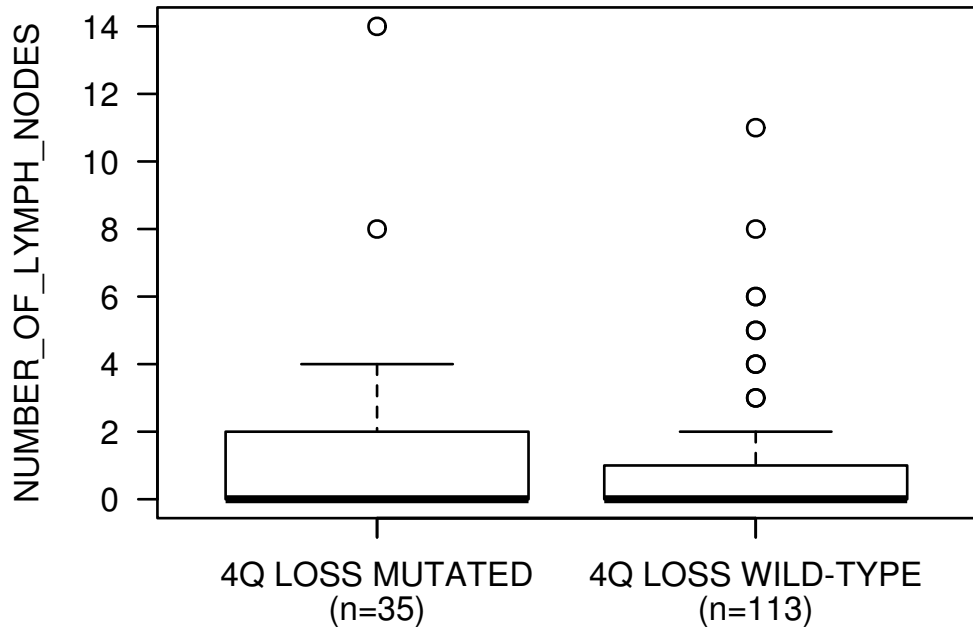 NUMBER_OF_LYMPH_NODES
14
12
10
8
6
4
2
0
4Q LOSS MUTATED
(n=35)
4Q LOSS WILD-TYPE
(n=113)